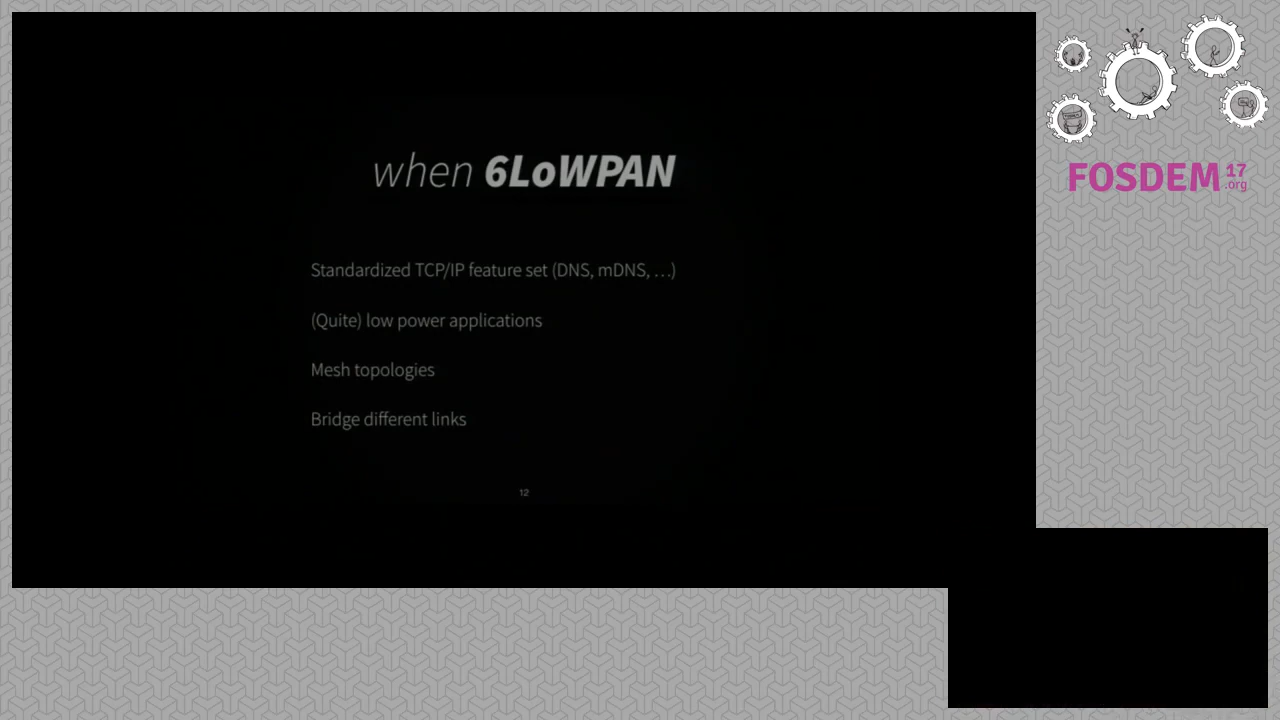 when 6LoWPAN
Standardized TCP/IP feature set (DNS, mDNS, …)
(Quite) low power applications
Mesh topologies
Bridge different links
12
FOSDEM 17
.org